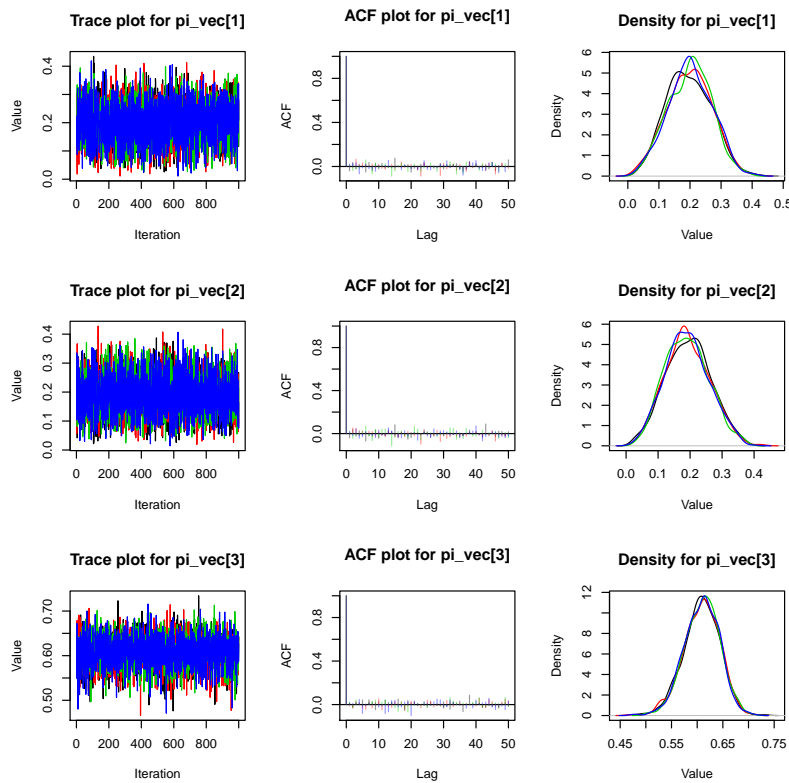 Trace plot for pi_vec[1]
Value
0.0 0.2 0.4
0 200 400 600 800
Iteration
ACF plot for pi_vec[1]
ACF
0.0 0.4 0.8
0 10 20 30 40 50
Lag
Density for pi_vec[1]
Density
0 1 2 3 4 5 6
0.0 0.1 0.2 0.3 0.4 0.5
Value
Trace plot for pi_vec[2]
Value
0.0 0.1 0.2 0.3 0.4
0 200 400 600 800
Iteration
ACF plot for pi_vec[2]
ACF
0.0 0.4 0.8
0 10 20 30 40 50
Lag
Density for pi_vec[2]
Density
0 1 2 3 4 5 6
0.0 0.1 0.2 0.3 0.4
Value
Trace plot for pi_vec[3]
Value
0.50 0.60 0.70
0 200 400 600 800
Iteration
ACF plot for pi_vec[3]
ACF
0.0 0.4 0.8
0 10 20 30 40 50
Lag
Density for pi_vec[3]
Density
0 2 4 6 8 12
0.45 0.55 0.65 0.75
Value